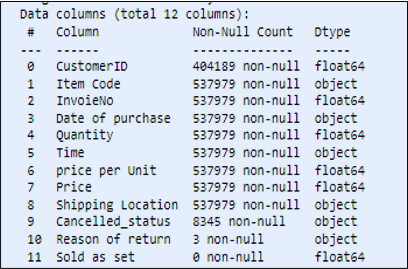 Data columns (total 12 columns):
# Column Non-Null Count Dtype
--- ------ -------------- -----
0 CustomerID 404189 non-null float64
1 Item Code 537979 non-null object
2 InvoieNo 537979 non-null float64
3 Date of purchase 537979 non-null object
4 Quantity 537979 non-null float64
5 Time 537979 non-null object
6 price per Unit 537979 non-null float64
7 Price 537979 non-null float64
8 Shipping Location 537979 non-null object
9 Cancelled_status 8345 non-null object
10 Reason of return 3 non-null object
11 Sold as set 0 non-null float64